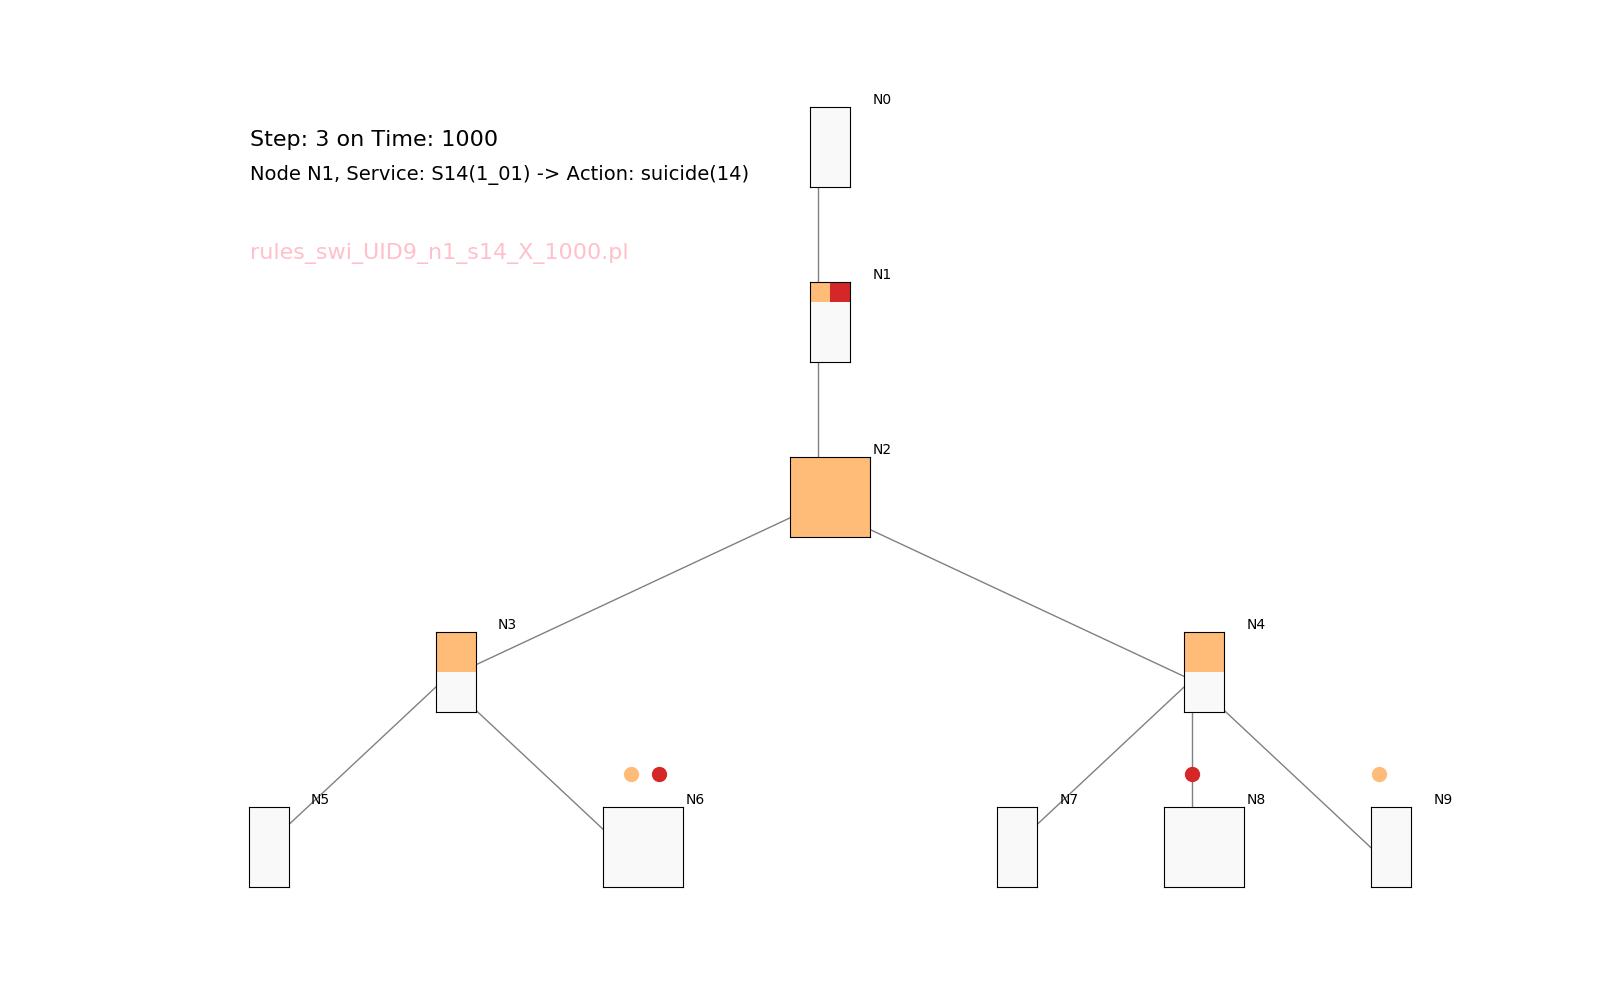 N0
Step: 3 on Time: 1000
Node N1, Service: S14(1_01) -> Action: suicide(14)
rules_swi_UID9_n1_s14_X_1000.pl
N1
N2
N3
N4
N5
N6
N7
N8
N9